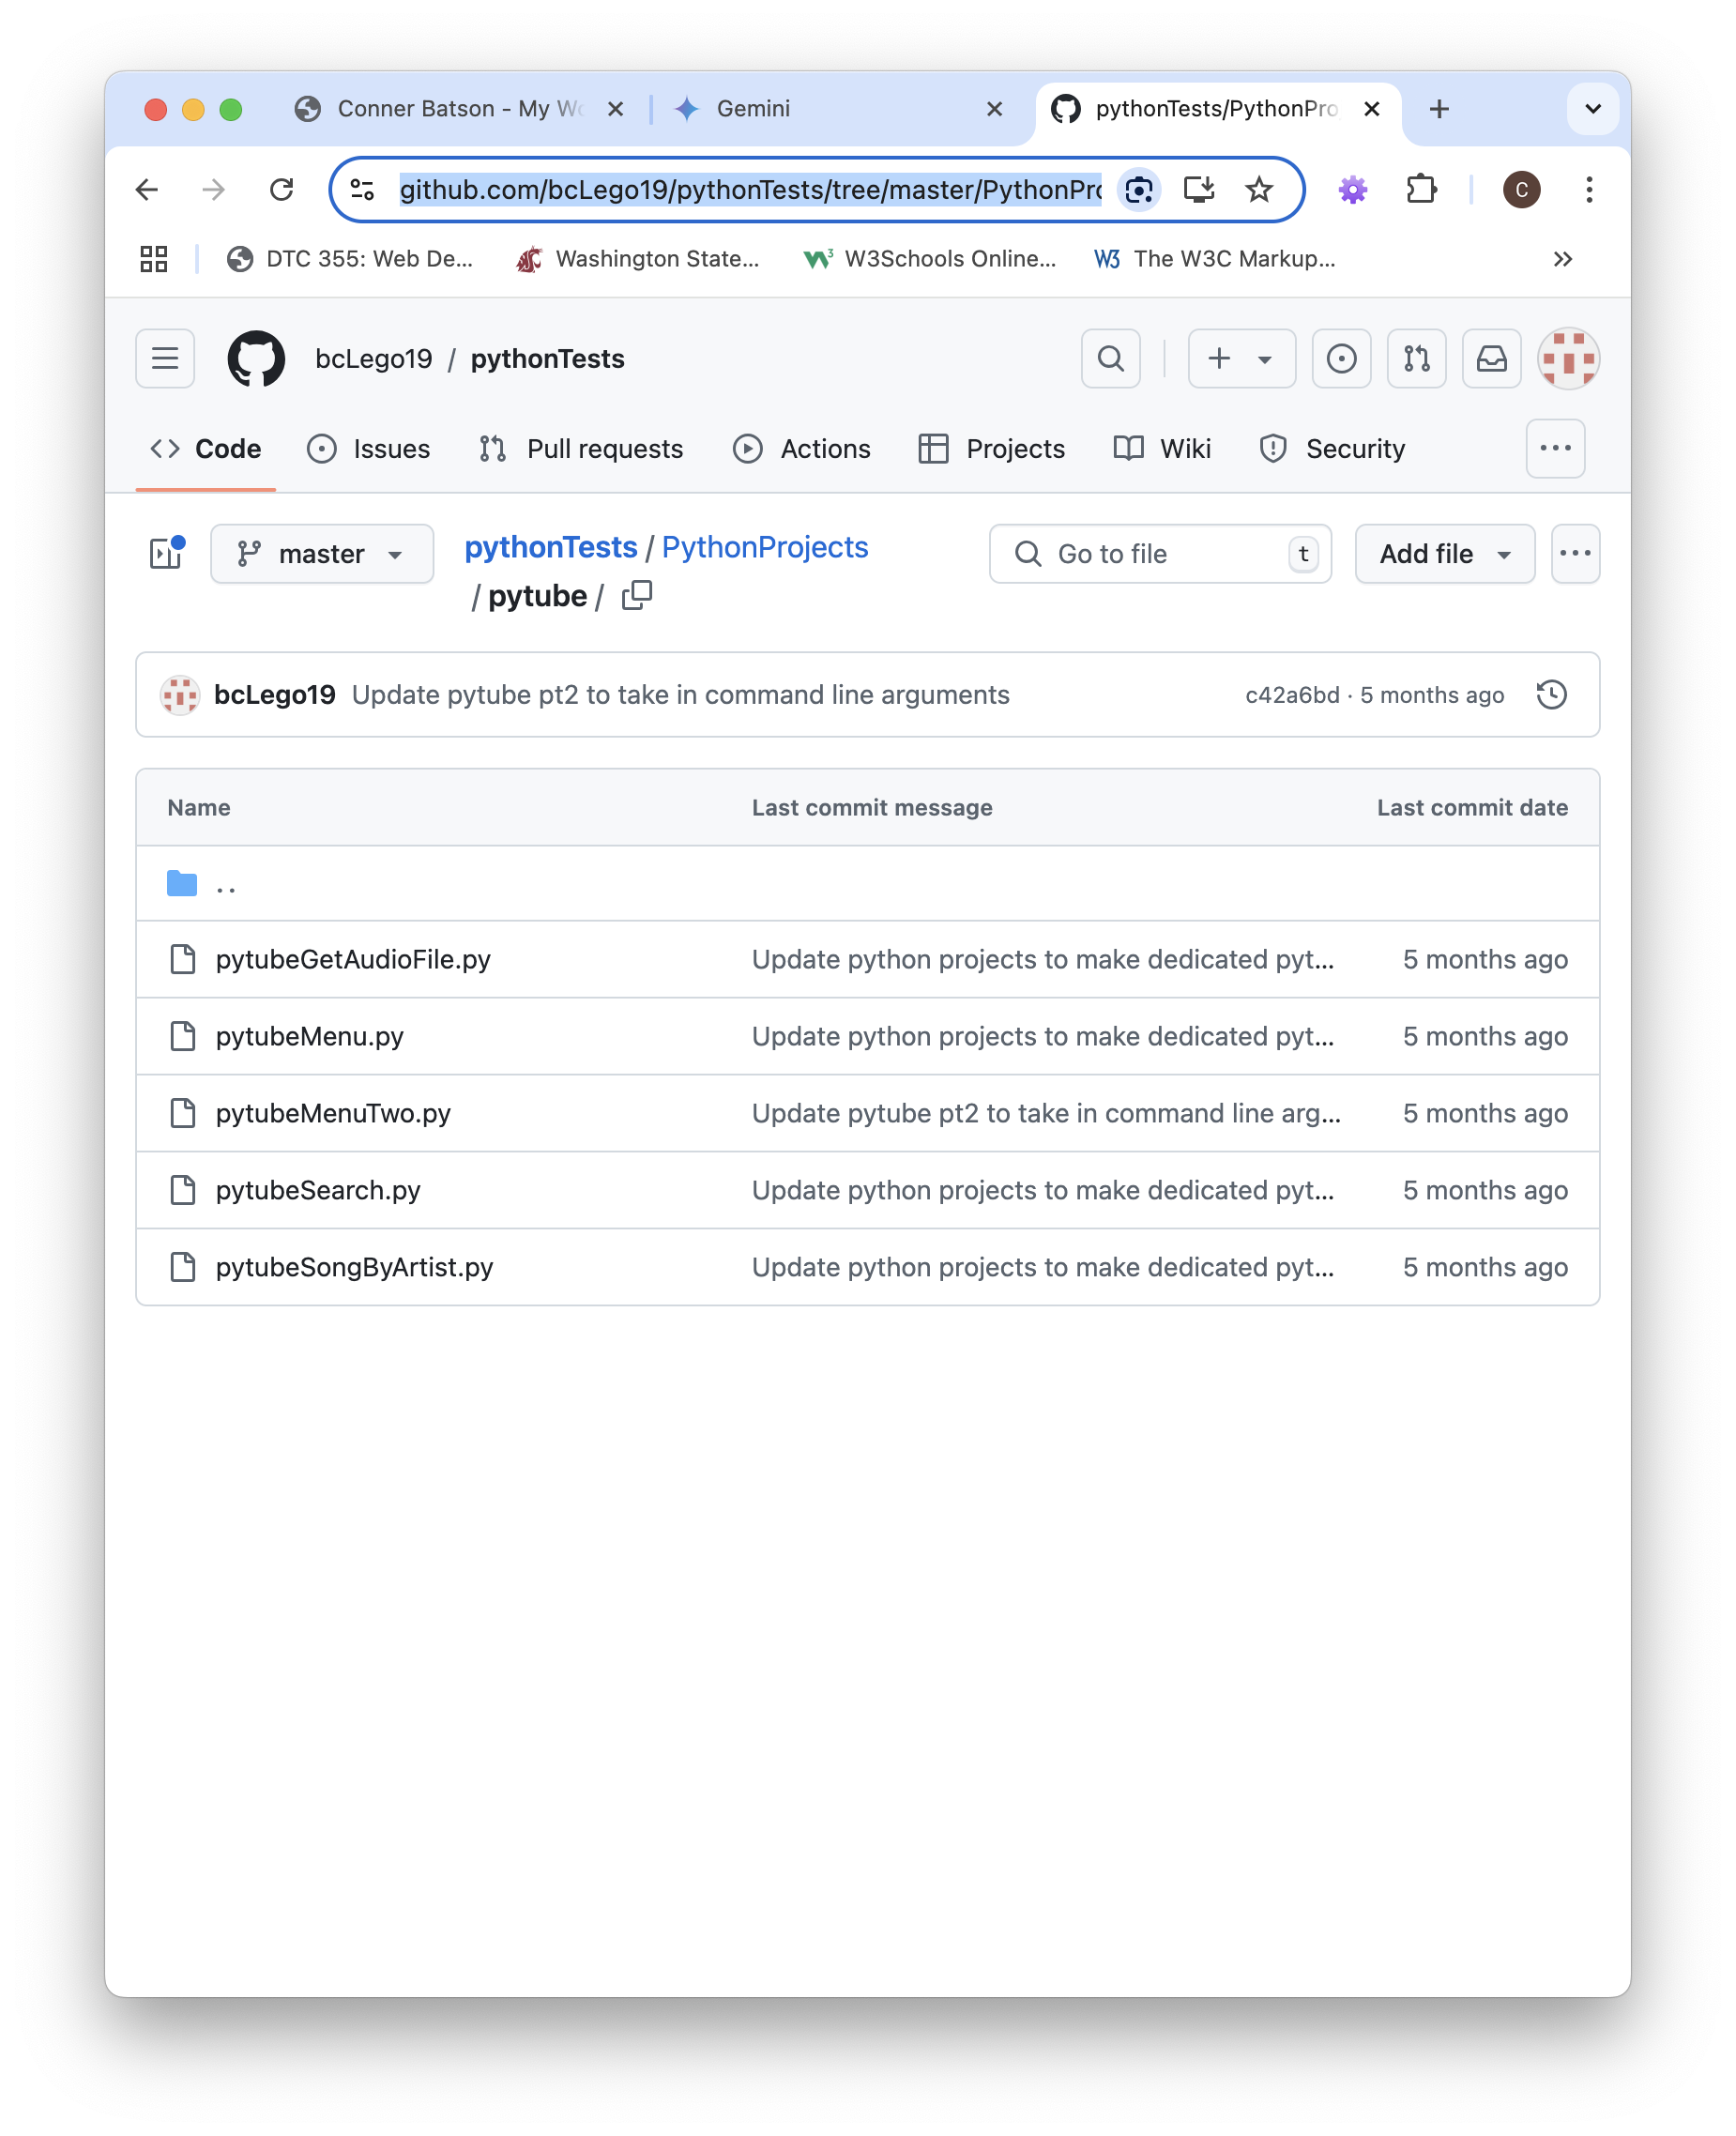 Conner Batson - My Wo
Gemini
pythonTests/PythonPro
github.com/bcLego19/pythonTests/tree/master/PythonPro
C
DTC 355: Web De...
Washington State...
W3Schools Online...
The W3C Markup...
bcLego19 / pythonTests
Code
Issues
Pull requests
Actions
Projects
Wiki
Security
master
pythonTests / PythonProjects
/ pytube /
Go to file
t
Add file
bcLego19 Update pytube pt2 to take in command line arguments
c42a6bd · 5 months ago
Name Last commit message Last commit date
..
pytubeGetAudioFile.py Update python projects to make dedicated pyt... 5 months ago
pytubeMenu.py Update python projects to make dedicated pyt... 5 months ago
pytubeMenuTwo.py Update pytube pt2 to take in command line arg... 5 months ago
pytubeSearch.py Update python projects to make dedicated pyt... 5 months ago
pytubeSongByArtist.py Update python projects to make dedicated pyt... 5 months ago